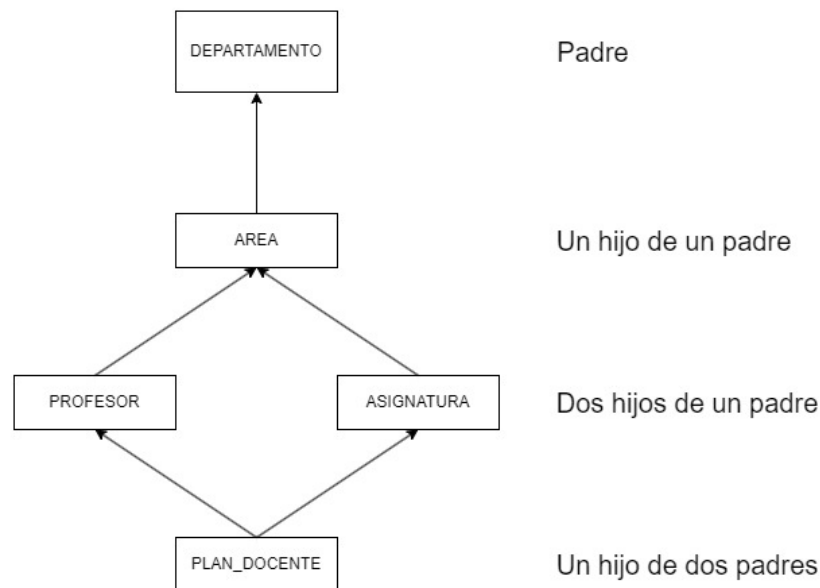 DEPARTAMENTO
Padre
AREA
Un hijo de un padre
PROFESOR
ASIGNATURA
Dos hijos de un padre
PLAN_DOCENTE
Un hijo de dos padres